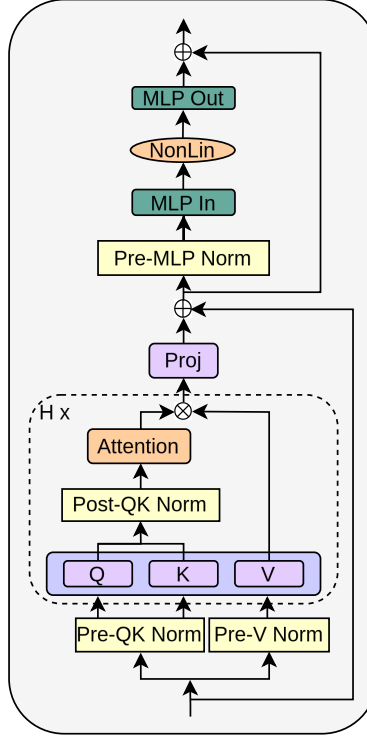 MLP Out
NonLin
MLP In
Pre-MLP Norm
Proj
H x
Attention
Post-QK Norm
Q K V
Pre-QK Norm Pre-V Norm